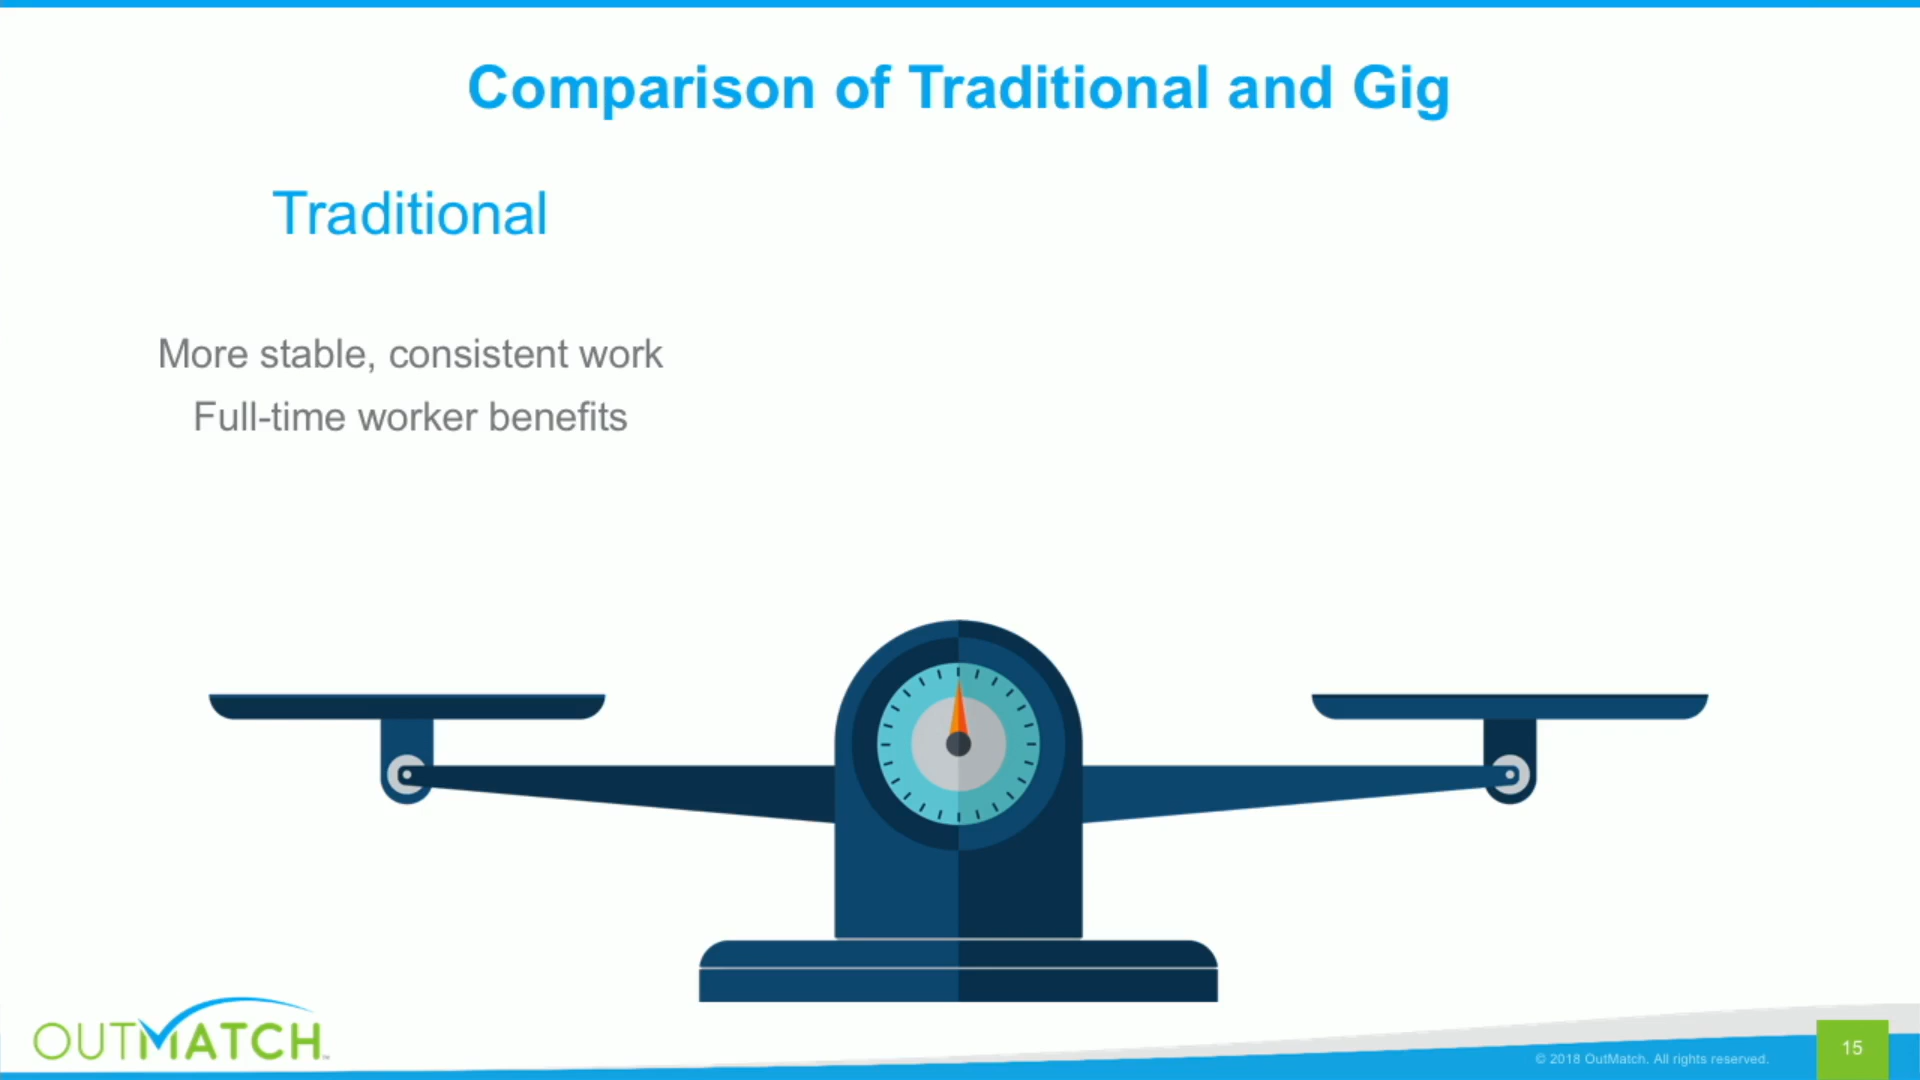 Comparison of Traditional and Gig
Traditional
More stable, consistent work
Full-time worker benefits
OUTMATCH™
© 2018 OutMatch. All rights reserved.
15